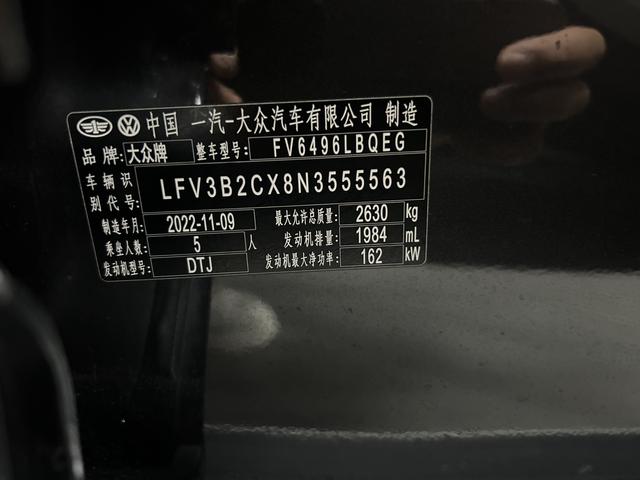 中国 一汽-大众汽车有限公司 制造
品牌: 大众牌 整车型号: FV6496LBQEG
车辆识别代号: LFV3B2CX8N3555563
制造年月: 2022-11-09 最大允许总质量: 2630 kg
乘坐人数: 5 人 发动机排量: 1984 mL
发动机型号: DTJ 发动机最大净功率: 162 kW